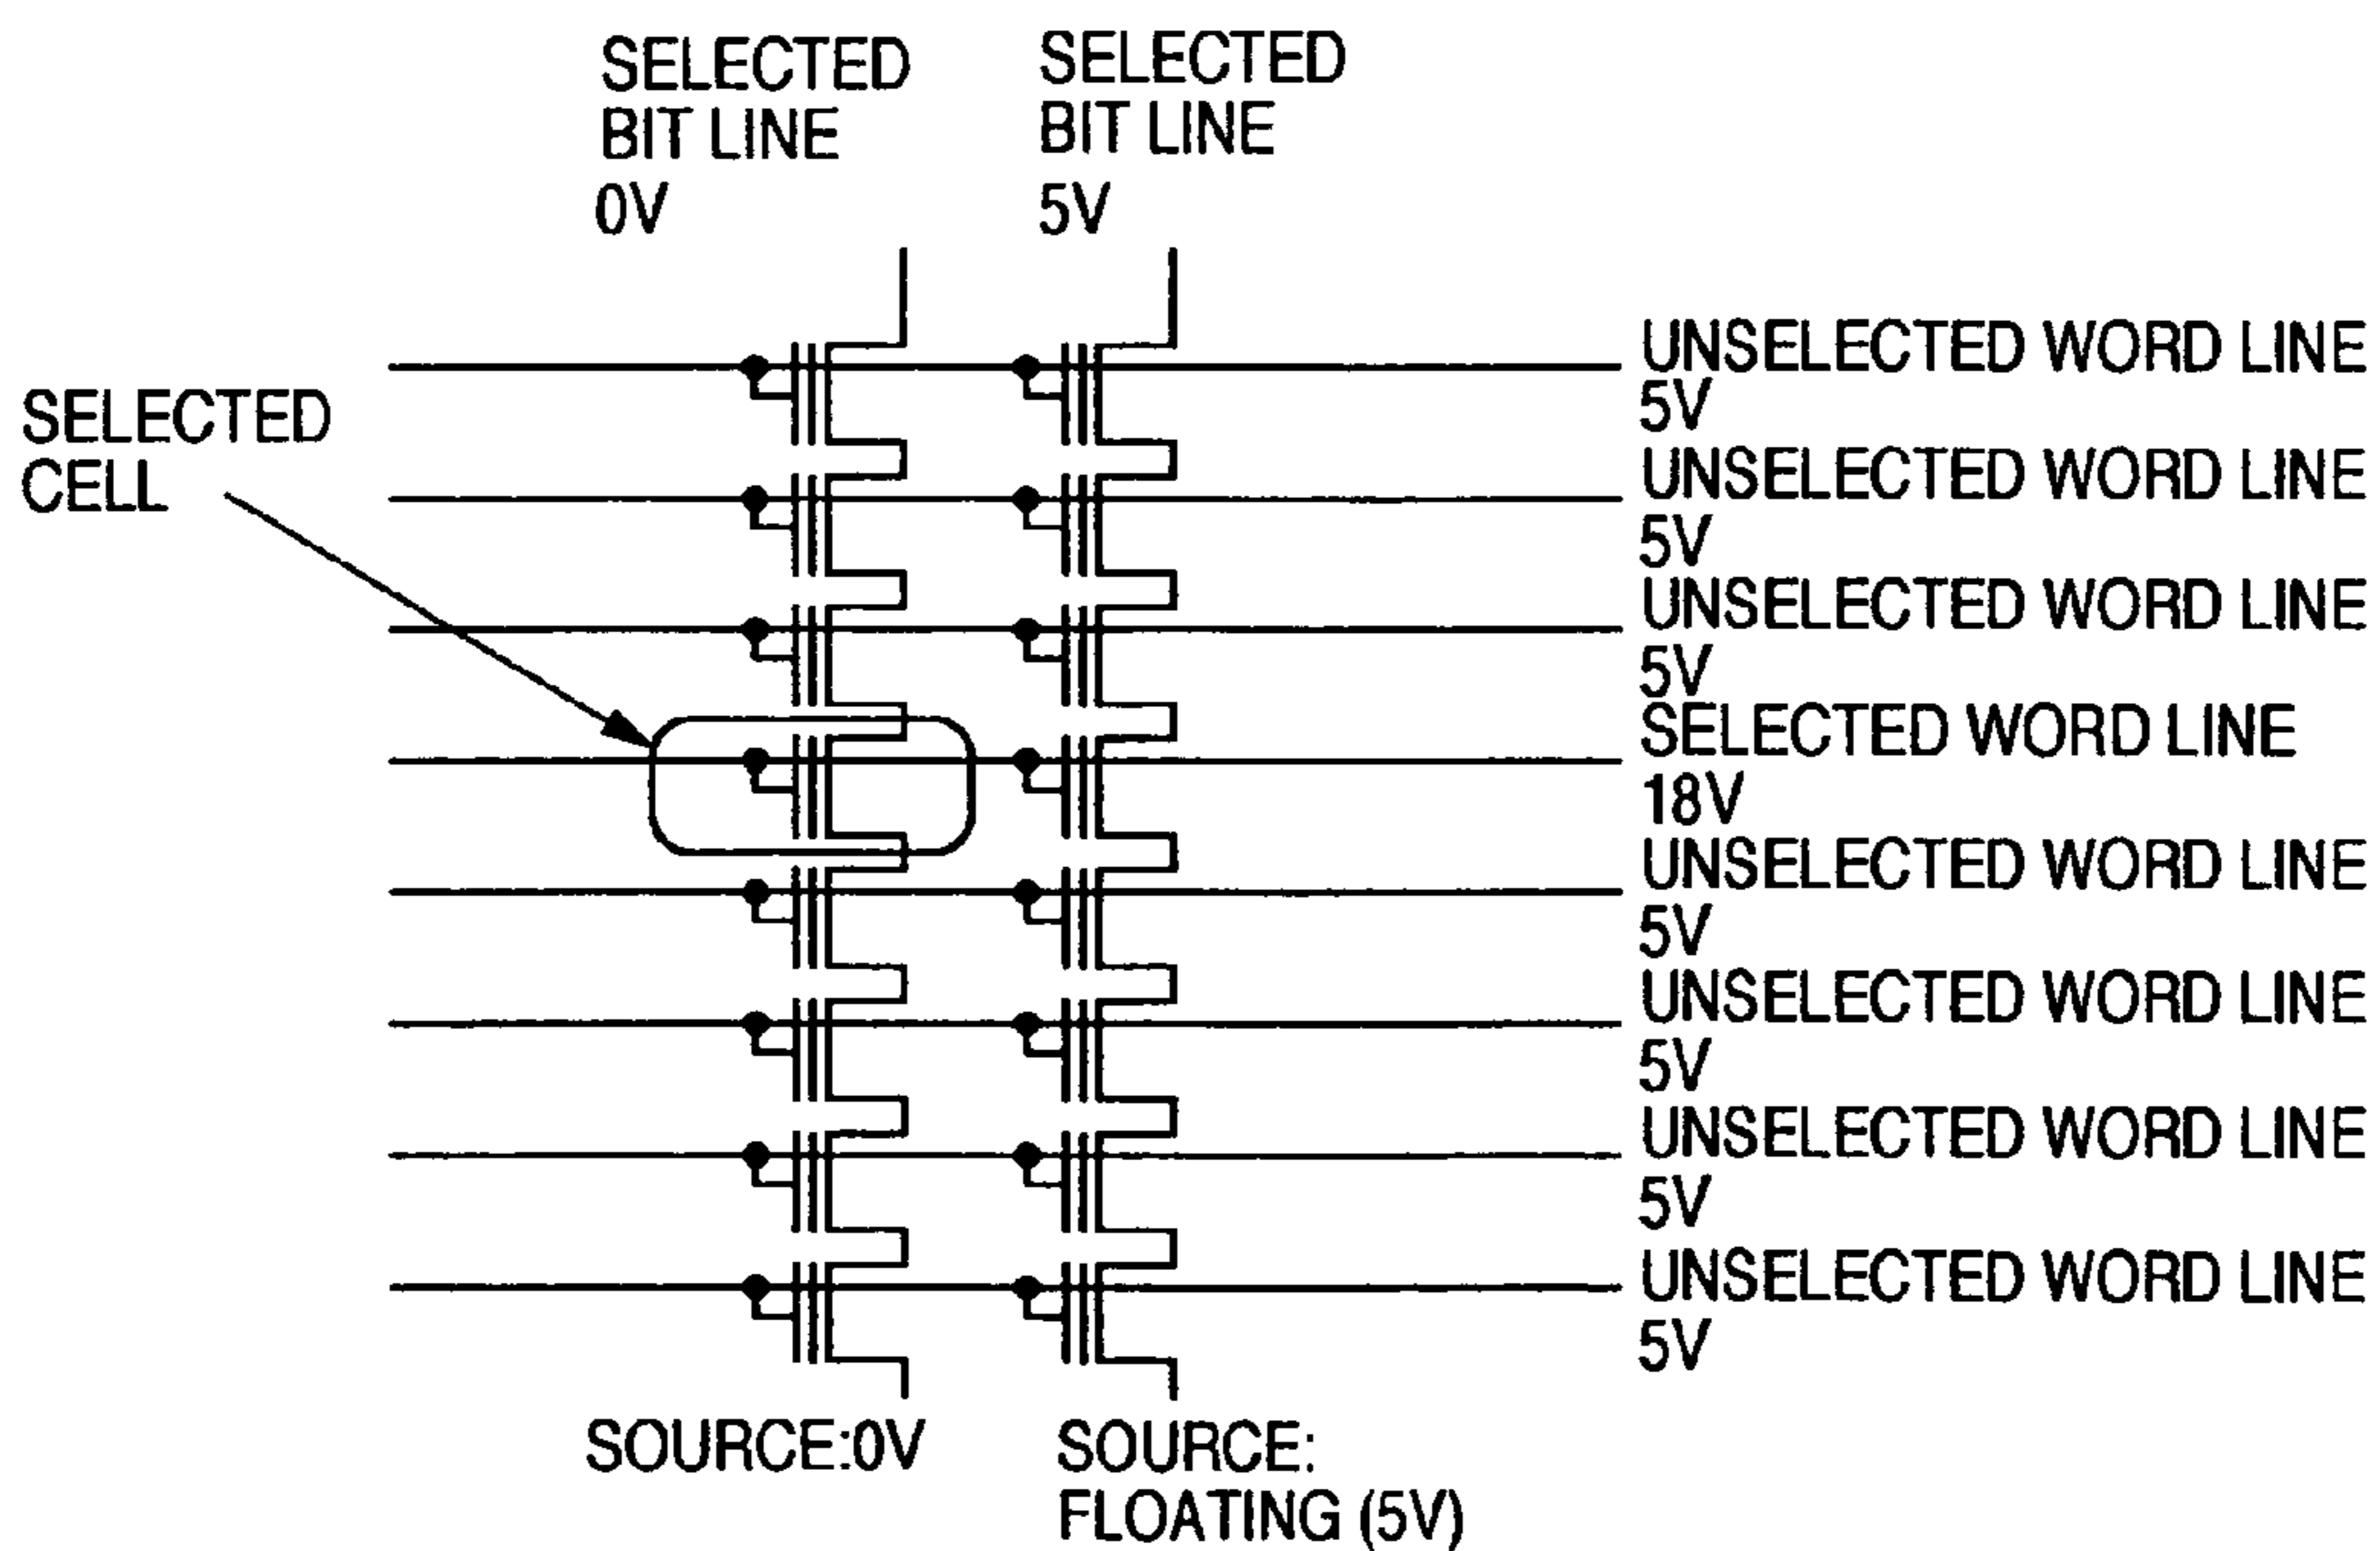 SELECTED
BIT LINE
0V
SELECTED
BIT LINE
5V
SELECTED
CELL
UNSELECTED WORD LINE
5V
UNSELECTED WORD LINE
5V
UNSELECTED WORD LINE
5V
SELECTED WORD LINE
18V
UNSELECTED WORD LINE
5V
UNSELECTED WORD LINE
5V
UNSELECTED WORD LINE
5V
UNSELECTED WORD LINE
5V
SOURCE:0V
SOURCE:
FLOATING (5V)